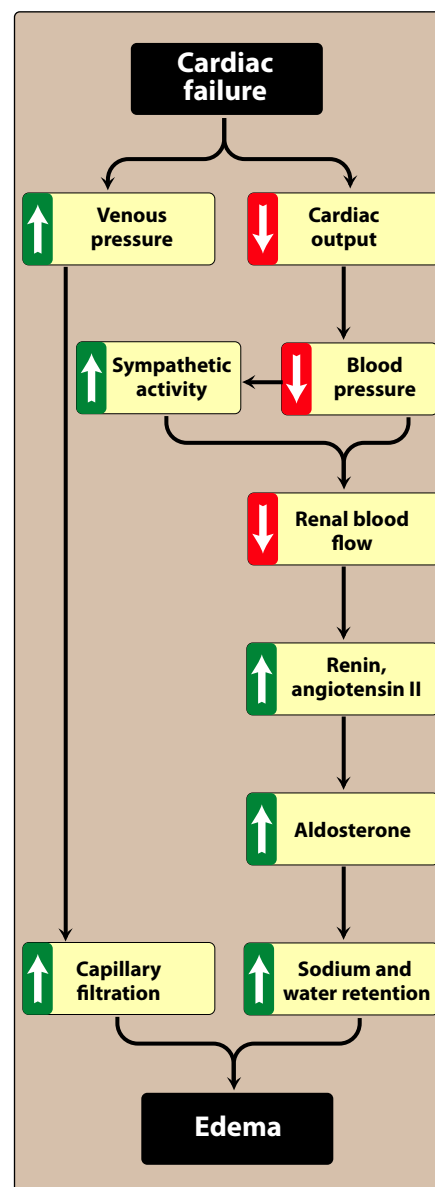 Cardiac
failure
Venous
pressure
Cardiac
output
Sympathetic
activity
Blood
pressure
Renal blood
flow
Renin,
angiotensin II
Aldosterone
Capillary
filtration
Sodium and
water retention
Edema